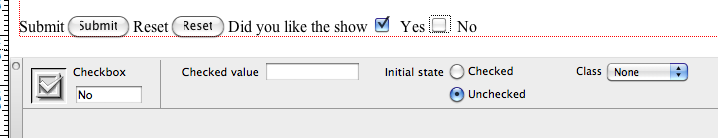 Submit Submit Reset Reset Did you like the show Yes No
Checkbox Checked value Initial state Checked Class None
No Unchecked